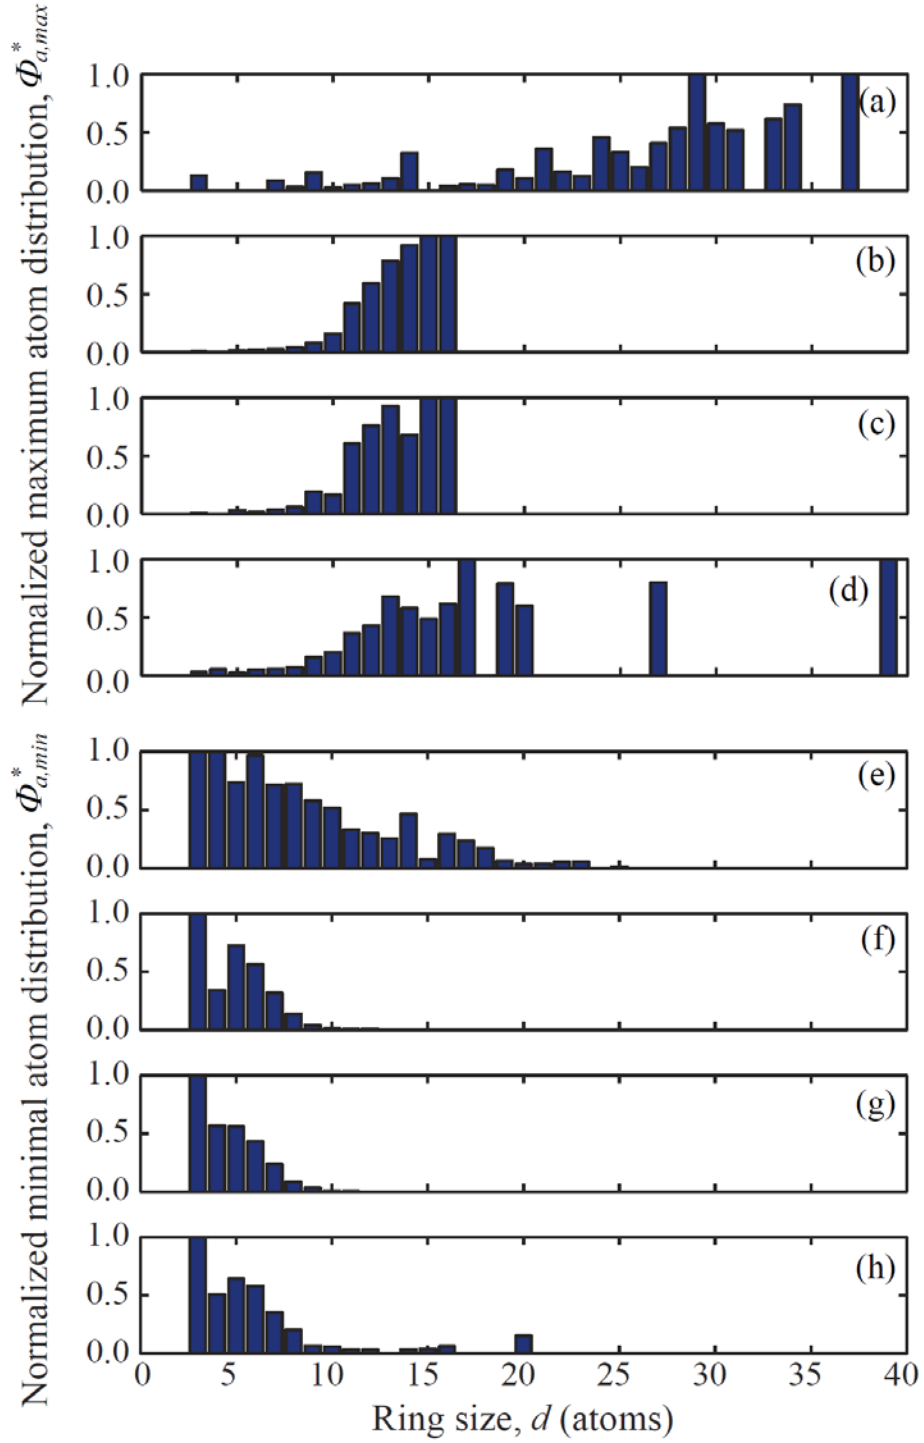 Normalized maximum atom distribution, Φ*a,max
1.0
0.5
0.0
(a)
1.0
0.5
0.0
(b)
1.0
0.5
0.0
(c)
1.0
0.5
0.0
(d)
Normalized minimal atom distribution, Φ*a,min
1.0
0.5
0.0
(e)
1.0
0.5
0.0
(f)
1.0
0.5
0.0
(g)
1.0
0.5
0.0
(h)
0 5 10 15 20 25 30 35 40
Ring size, d (atoms)